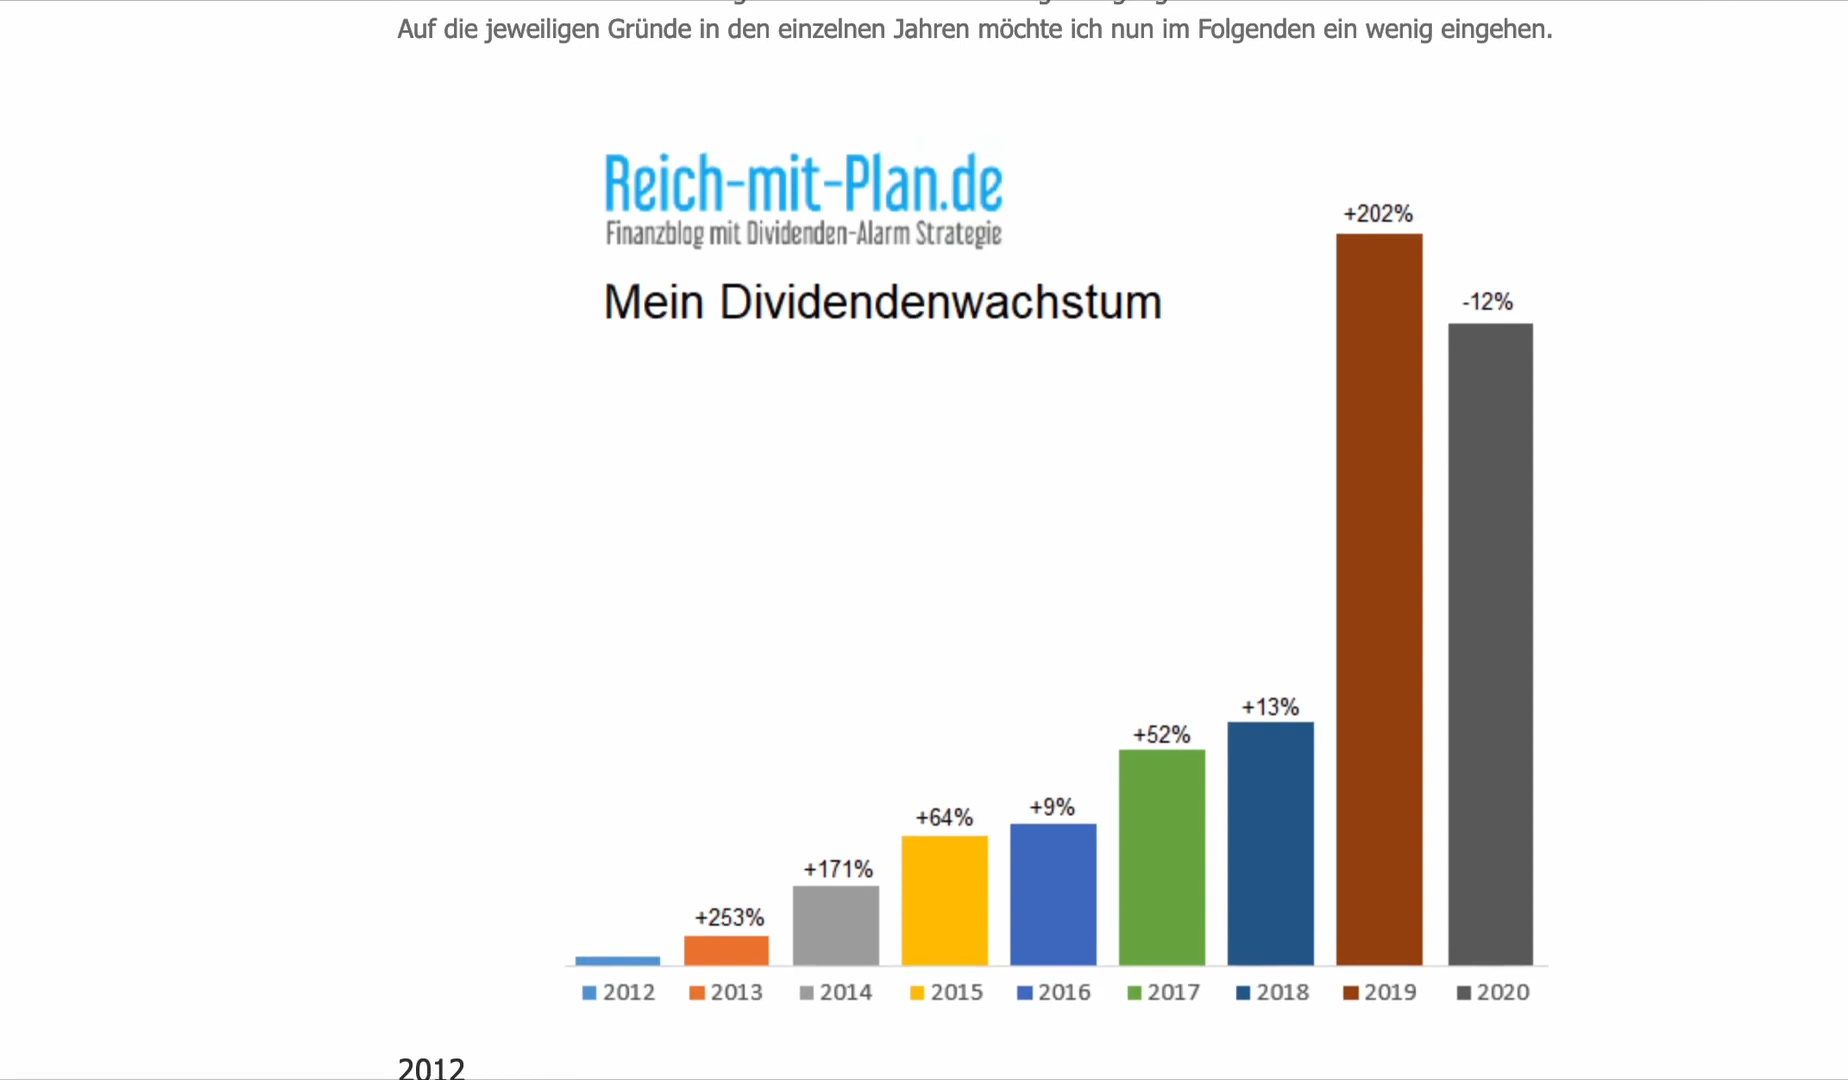 Auf die jeweiligen Gründe in den einzelnen Jahren möchte ich nun im Folgenden ein wenig eingehen.
Reich-mit-Plan.de
Finanzblog mit Dividenden-Alarm Strategie
Mein Dividendenwachstum
+202%
-12%
+13%
+52%
+9%
+64%
+171%
+253%
2012 2013 2014 2015 2016 2017 2018 2019 2020
2012